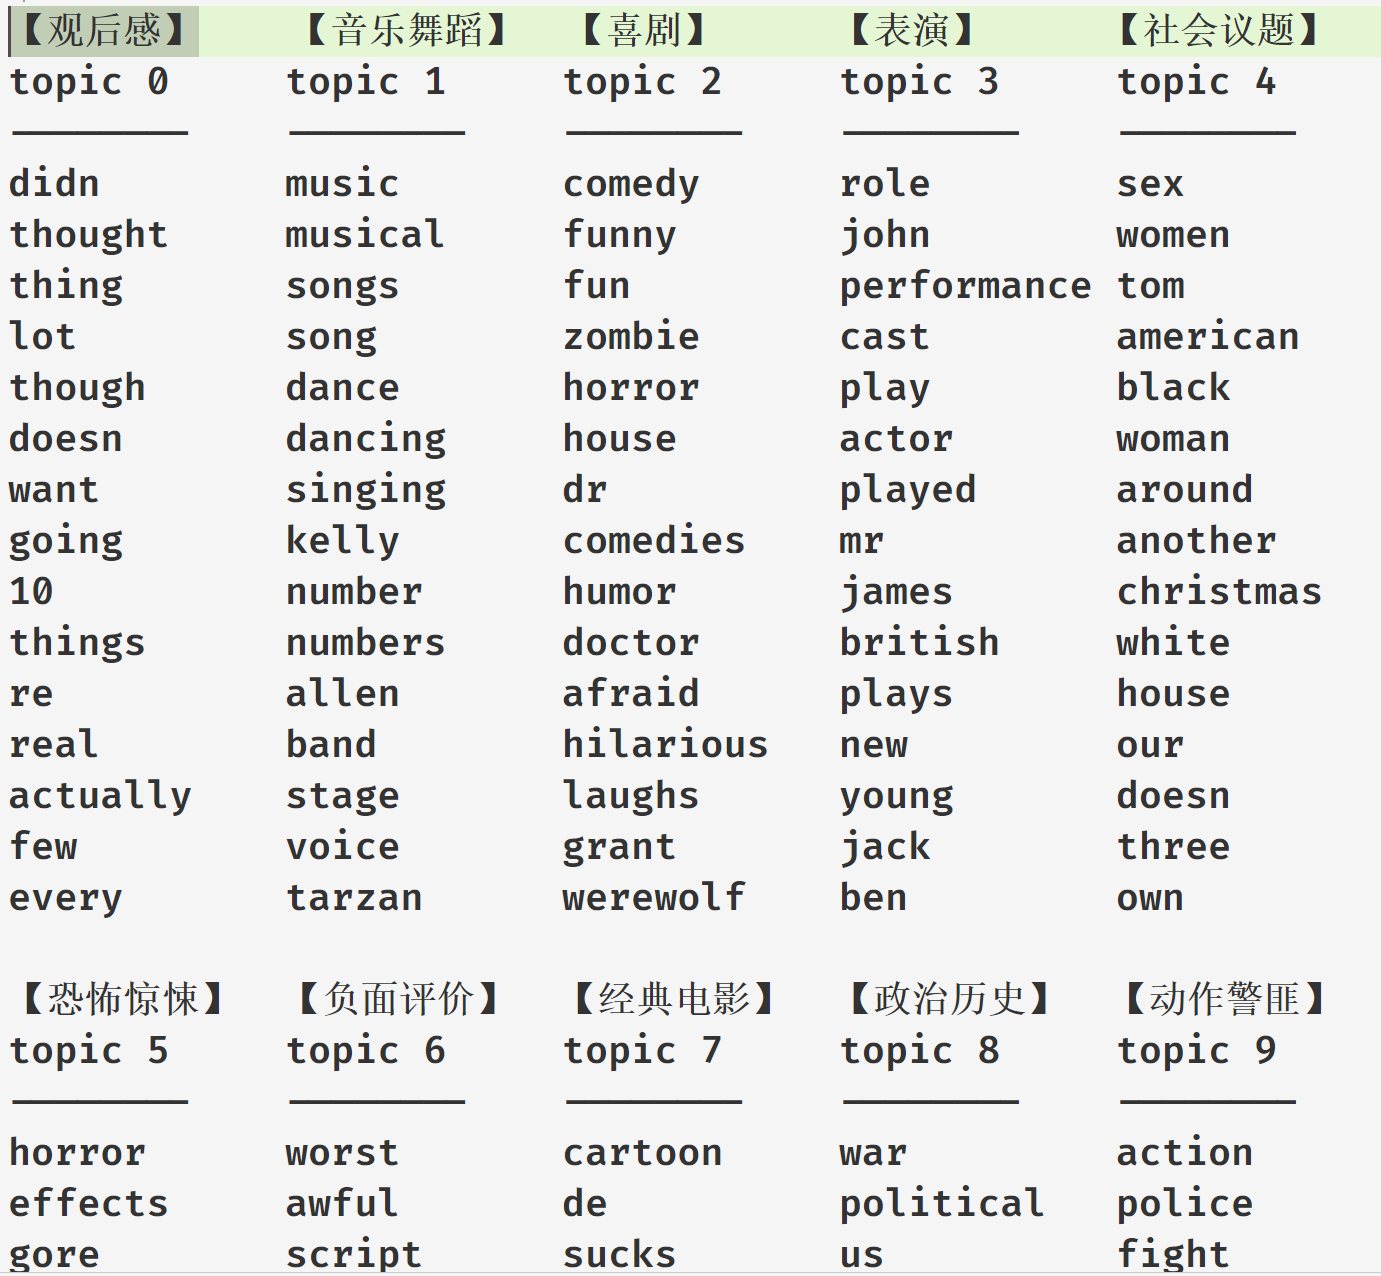 【观后感】 【音乐舞蹈】 【喜剧】 【表演】 【社会议题】
topic 0 topic 1 topic 2 topic 3 topic 4
-------- -------- -------- -------- --------
didn music comedy role sex
thought musical funny john women
thing songs fun performance tom
lot song zombie cast american
though dance horror play black
doesn dancing house actor woman
want singing dr played around
going kelly comedies mr another
10 number humor james christmas
things numbers doctor british white
re allen afraid plays house
real band hilarious new our
actually stage laughs young doesn
few voice grant jack three
every tarzan werewolf ben own
【恐怖惊悚】 【负面评价】 【经典电影】 【政治历史】 【动作警匪】
topic 5 topic 6 topic 7 topic 8 topic 9
-------- -------- -------- -------- --------
horror worst cartoon war action
effects awful de political police
gore script sucks us fight